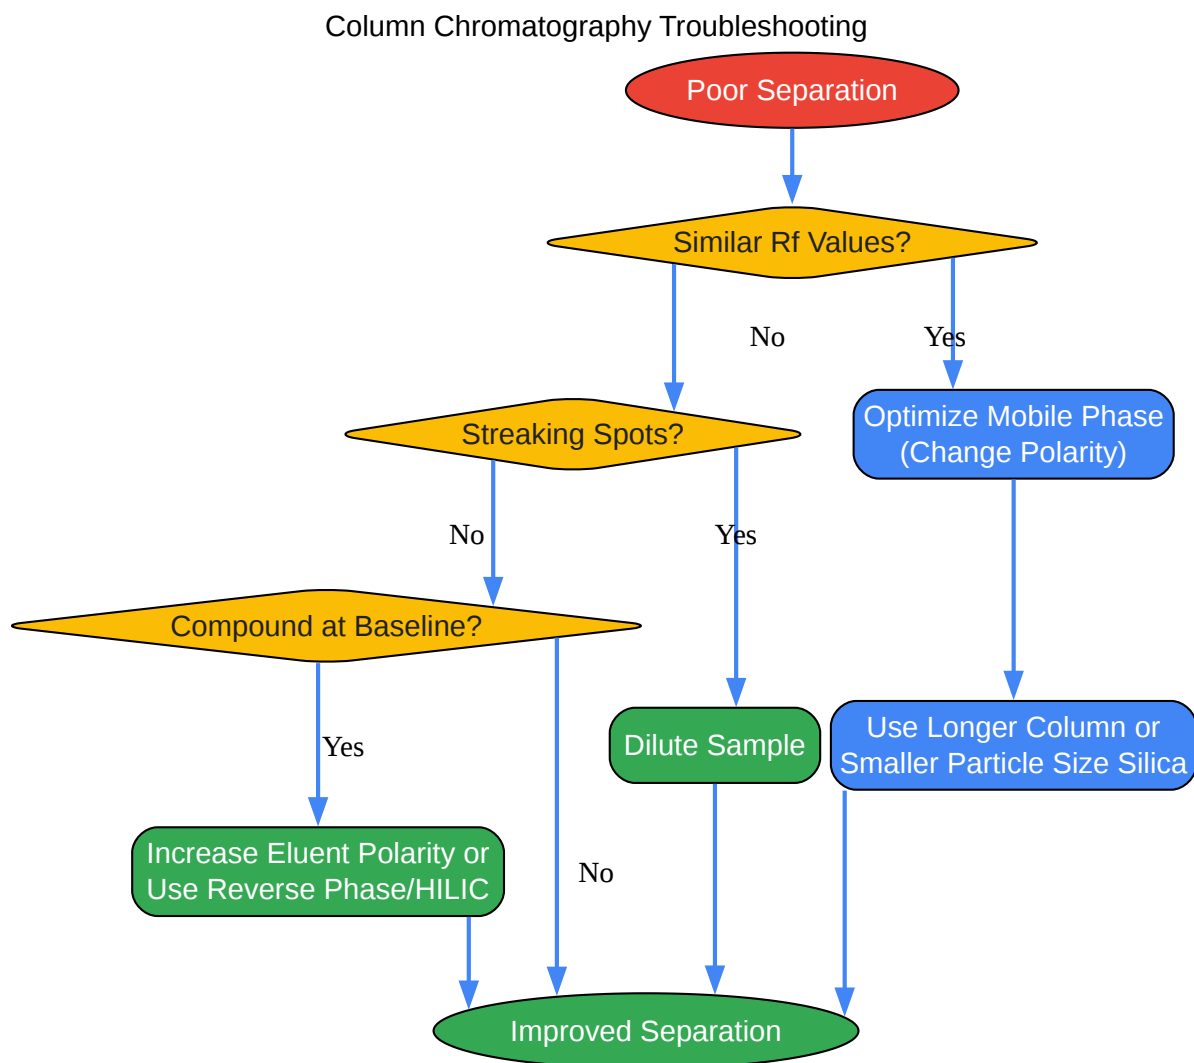 Column Chromatography Troubleshooting
Poor Separation
Similar Rf Values?
No
Yes
Optimize Mobile Phase
(Change Polarity)
Streaking Spots?
No
Yes
Compound at Baseline?
Use Longer Column or
Smaller Particle Size Silica
Dilute Sample
Yes
No
Increase Eluent Polarity or
Use Reverse Phase/HILIC
Improved Separation